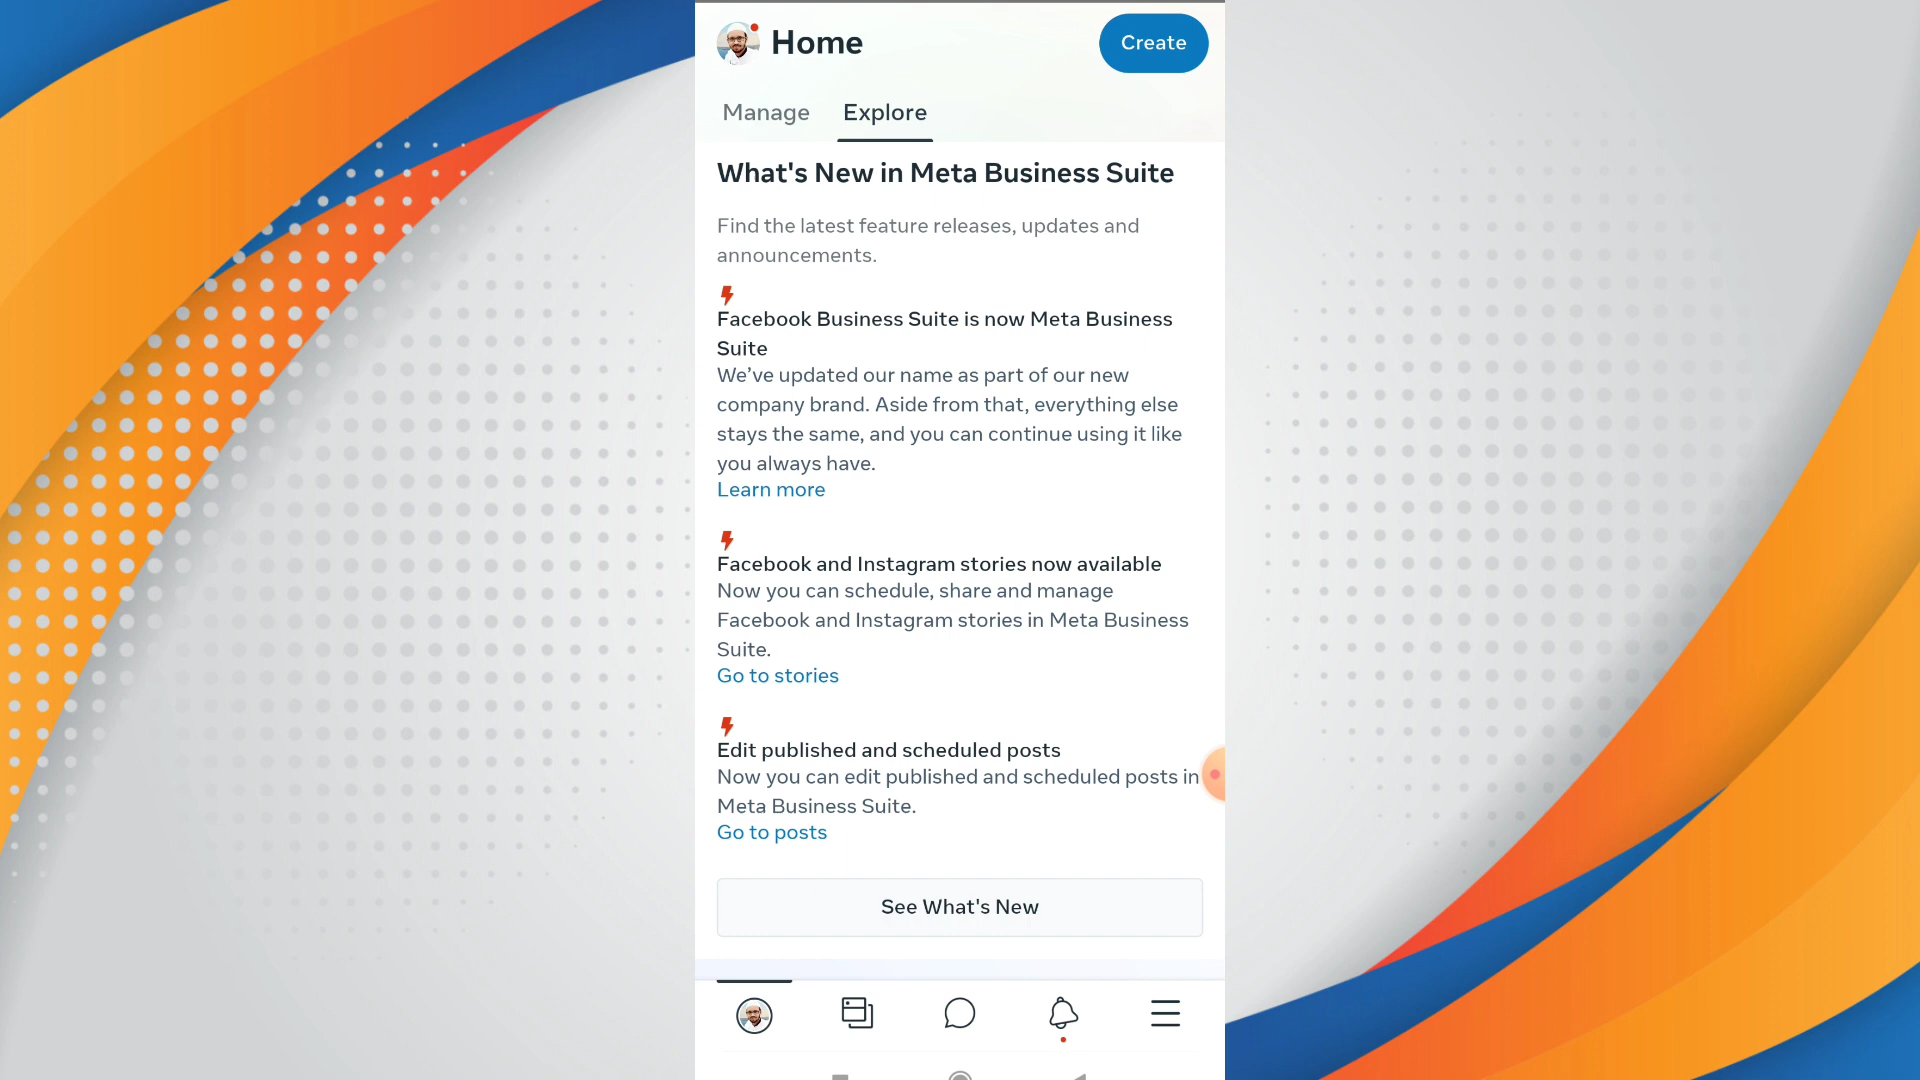 Home
Create
Manage
Explore
What's New in Meta Business Suite
Find the latest feature releases, updates and
announcements.
Facebook Business Suite is now Meta Business
Suite
We’ve updated our name as part of our new
company brand. Aside from that, everything else
stays the same, and you can continue using it like
you always have.
Learn more
Facebook and Instagram stories now available
Now you can schedule, share and manage
Facebook and Instagram stories in Meta Business
Suite.
Go to stories
Edit published and scheduled posts
Now you can edit published and scheduled posts in
Meta Business Suite.
Go to posts
See What's New